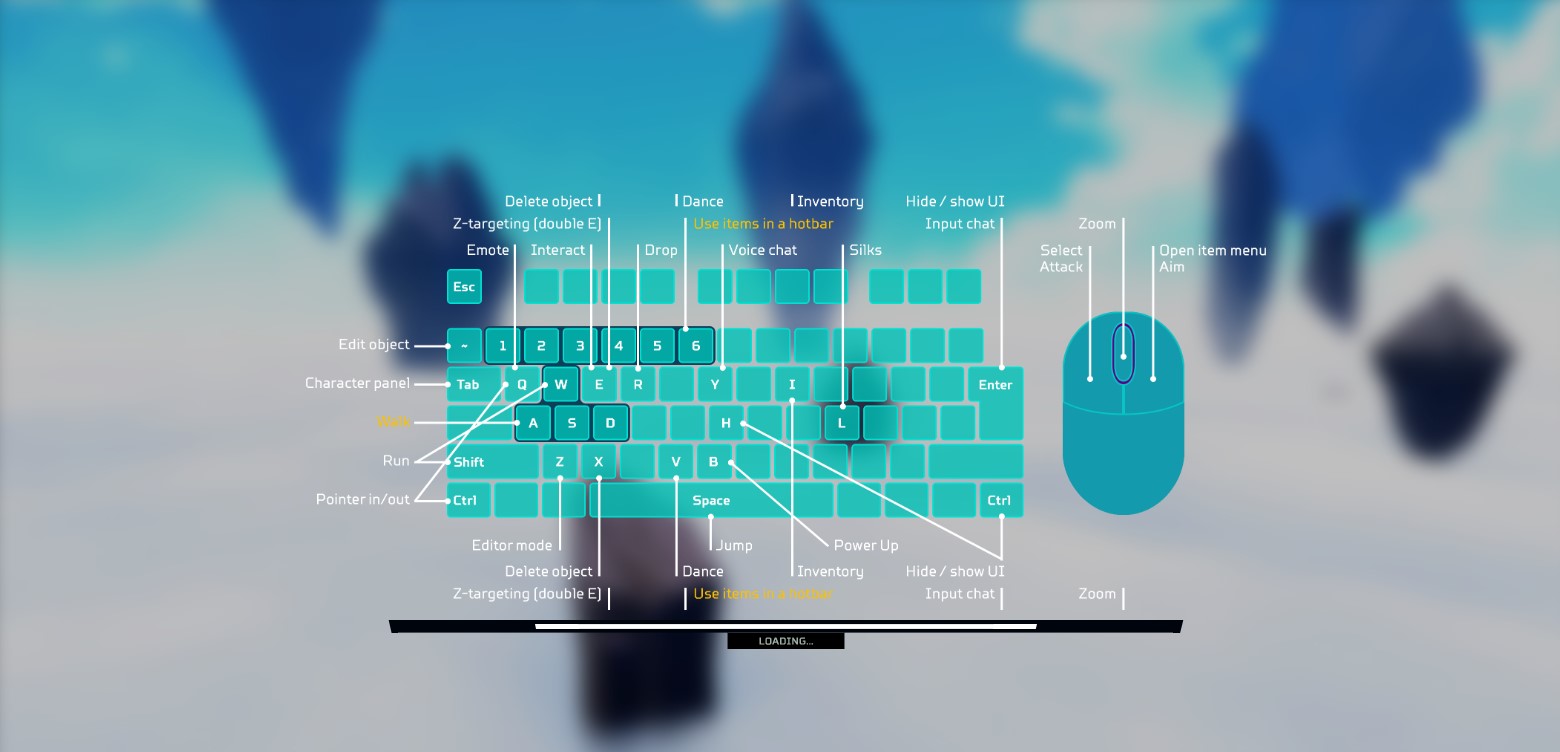 Delete object
Dance
Inventory
Hide / show UI
Z-targeting (double E)
Use items in a hotbar
Input chat
Zoom
Emote
Interact
Drop
Voice chat
Silks
Select
Attack
Open item menu
Aim
Esc
Edit object
~ 1 2 3 4 5 6
Character panel
Tab Q W E R Y I Enter
Walk
A S D H L
Run
Shift Z X V B
Pointer in/out
Ctrl Space Ctrl
Editor mode
Jump
Power Up
Delete object
Dance
Inventory
Hide / show UI
Z-targeting (double E)
Use items in a hotbar
Input chat
Zoom
LOADING...